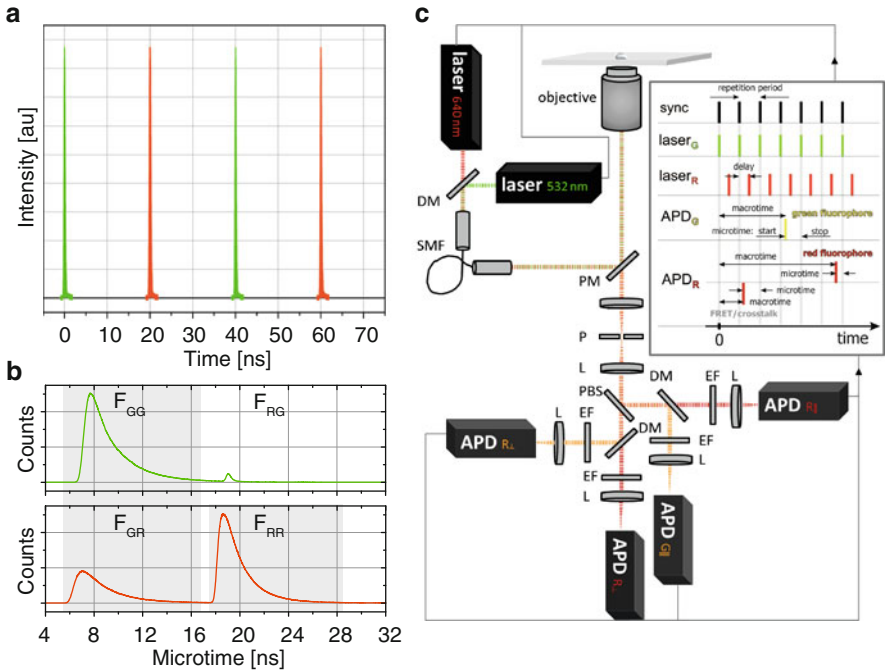 a
Intensity [au]
0 10 20 30 40 50 60 70
Time [ns]
b
Counts
F_GG F_RG
Counts
F_GR F_RR
4 8 12 16 20 24 28 32
Microtime [ns]
c
laser 640 nm
objective
DM
laser 532 nm
SMF
PM
P
L
PBS
DM
EF
L
APD R∥
L
EF
DM
APD R⊥
EF
L
EF
L
APD G∥
APD R⊥
repetition period
sync
laser_G
delay
laser_R
macrotime
green fluorophore
APD_G
microtime: start stop
red fluorophore
macrotime
microtime
APD_R
microtime
macrotime
FRET/crosstalk
0 time